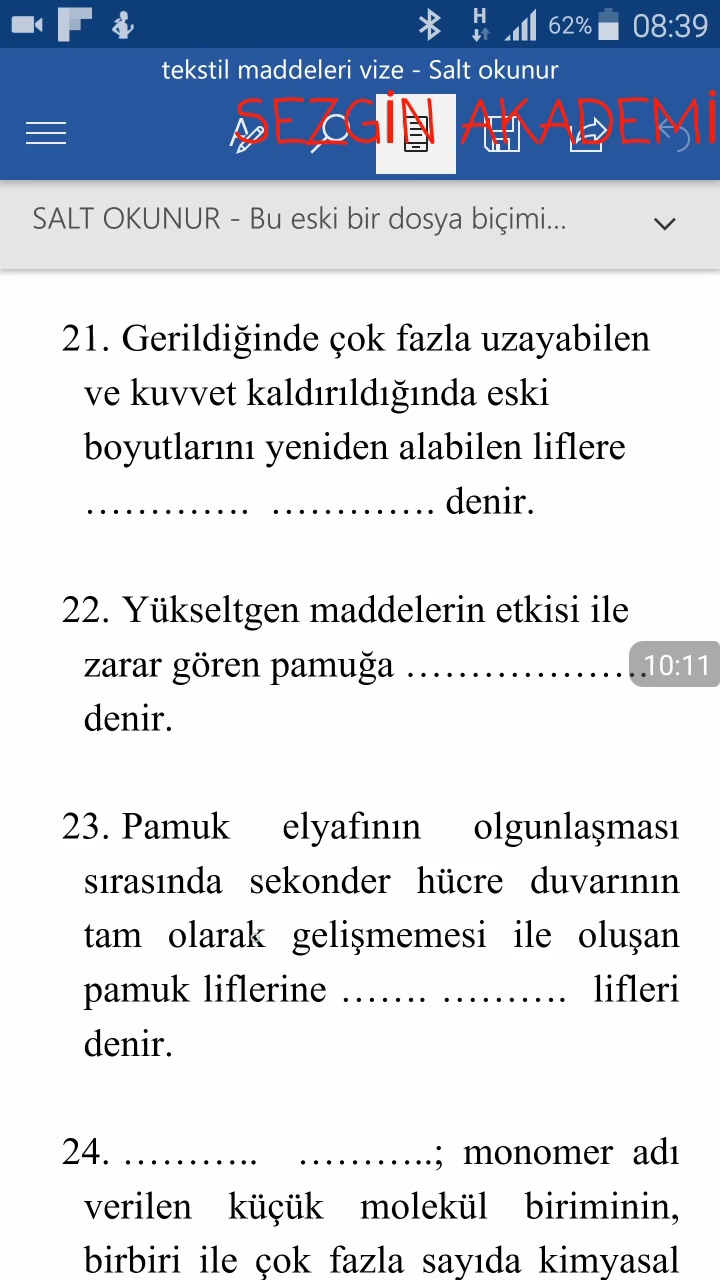 H 62% 08:39
tekstil maddeleri vize - Salt okunur
SEZGİN AKADEMİ
SALT OKUNUR - Bu eski bir dosya biçimi...
21. Gerildiğinde çok fazla uzayabilen
ve kuvvet kaldırıldığında eski
boyutlarını yeniden alabilen liflere
…………. …………. denir.
22. Yükseltgen maddelerin etkisi ile
zarar gören pamuğa ……………….
10:11
denir.
23. Pamuk elyafının olgunlaşması
sırasında sekonder hücre duvarının
tam olarak gelişmemesi ile oluşan
pamuk liflerine ……. ………. lifleri
denir.
24. ……….. ………..; monomer adı
verilen küçük molekül biriminin,
birbiri ile çok fazla sayıda kimyasal